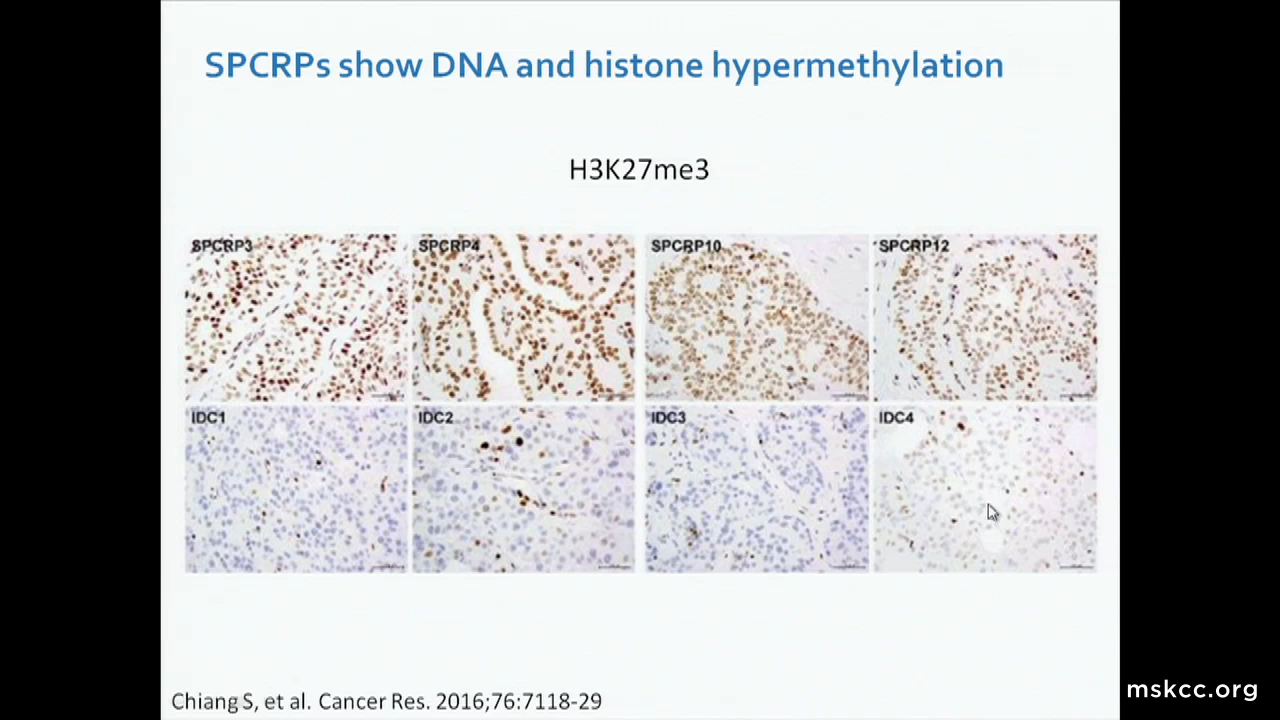 SPCRPs show DNA and histone hypermethylation
H3K27me3
SPCRP3 SPCRP4 SPCRP10 SPCRP12
IDC1 IDC2 IDC3 IDC4
Chiang S, et al. Cancer Res. 2016;76:7118-29
mskcc.org